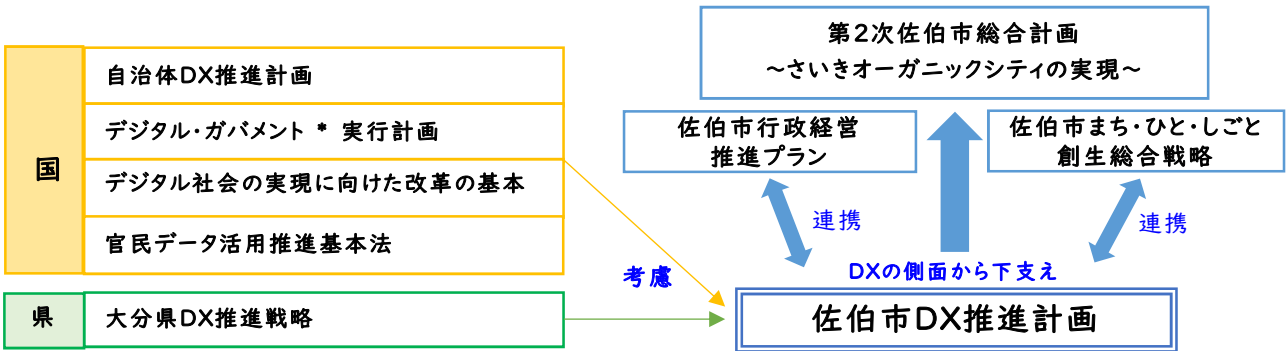 国
自治体DX推進計画
デジタル・ガバメント * 実行計画
デジタル社会の実現に向けた改革の基本
官民データ活用推進基本法
県
大分県DX推進戦略
考慮
第2次佐伯市総合計画
～さいきオーガニックシティの実現～
佐伯市行政経営
推進プラン
佐伯市まち・ひと・しごと
創生総合戦略
連携
連携
DXの側面から下支え
佐伯市DX推進計画